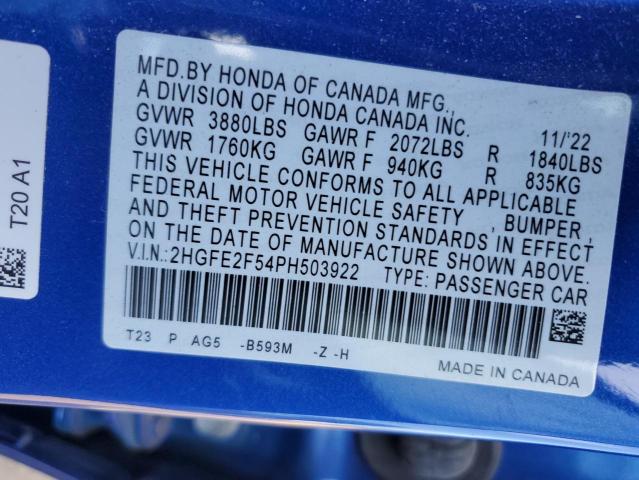 MFD.BY HONDA OF CANADA MFG.,
A DIVISION OF HONDA CANADA INC. 11/'22
GVWR 3880LBS GAWR F 2072LBS R 1840LBS
GVWR 1760KG GAWR F 940KG R 835KG
THIS VEHICLE CONFORMS TO ALL APPLICABLE
FEDERAL MOTOR VEHICLE SAFETY , BUMPER,
AND THEFT PREVENTION STANDARDS IN EFFECT
ON THE DATE OF MANUFACTURE SHOWN ABOVE.
V.I.N.:2HGFE2F54PH503922 TYPE: PASSENGER CAR
T23 P AG5 -B593M -Z -H
MADE IN CANADA
T20 A1